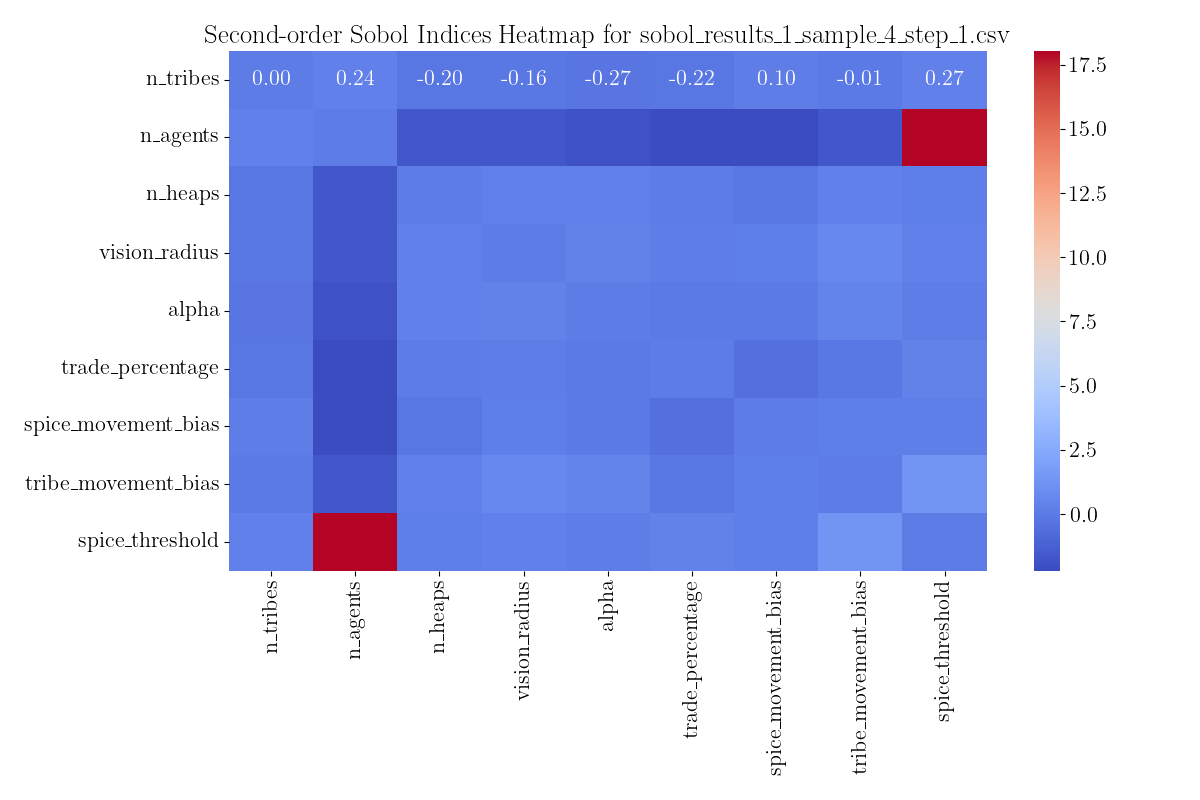 Second-order Sobol Indices Heatmap for sobol_results_1_sample_4_step_1.csv
n_tribes 0.00 0.24 -0.20 -0.16 -0.27 -0.22 0.10 -0.01 0.27
n_agents
n_heaps
vision_radius
alpha
trade_percentage
spice_movement_bias
tribe_movement_bias
spice_threshold
n_tribes
n_agents
n_heaps
vision_radius
alpha
trade_percentage
spice_movement_bias
tribe_movement_bias
spice_threshold
17.5
15.0
12.5
10.0
7.5
5.0
2.5
0.0